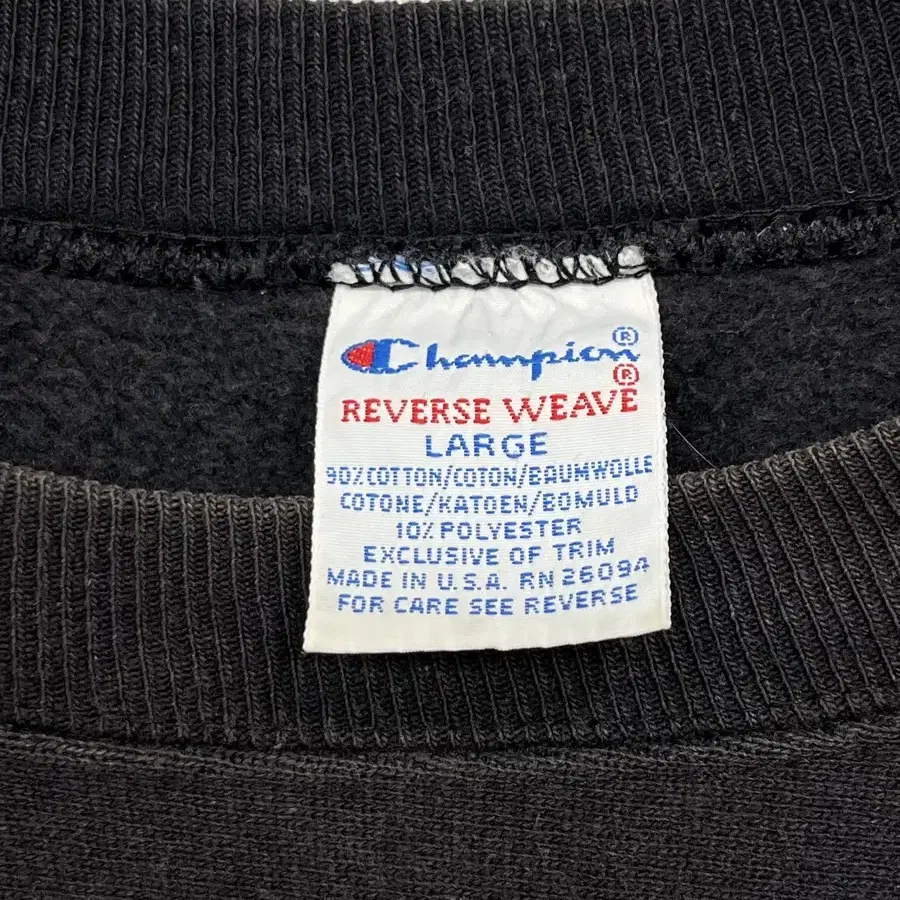 Champion®
®
REVERSE WEAVE
LARGE
90% COTTON/COTON/BAUMWOLLE
COTONE/KATOEN/BOMULD
10% POLYESTER
EXCLUSIVE OF TRIM
MADE IN U.S.A. RN 26094
FOR CARE SEE REVERSE